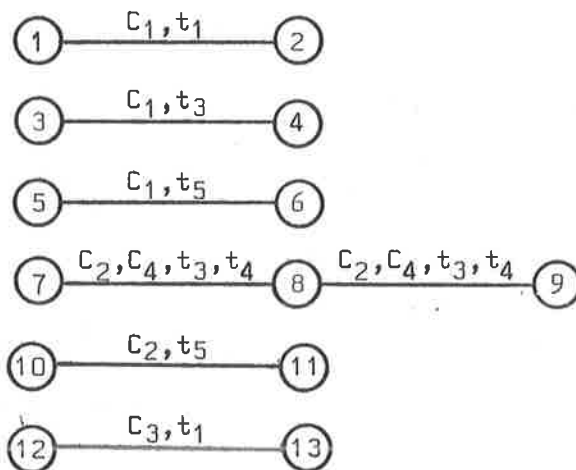 C₁,t₁
1 2
C₁,t₃
3 4
C₁,t₅
5 6
C₂,C₄,t₃,t₄ C₂,C₄,t₃,t₄
7 8 9
C₂,t₅
10 11
C₃,t₁
12 13